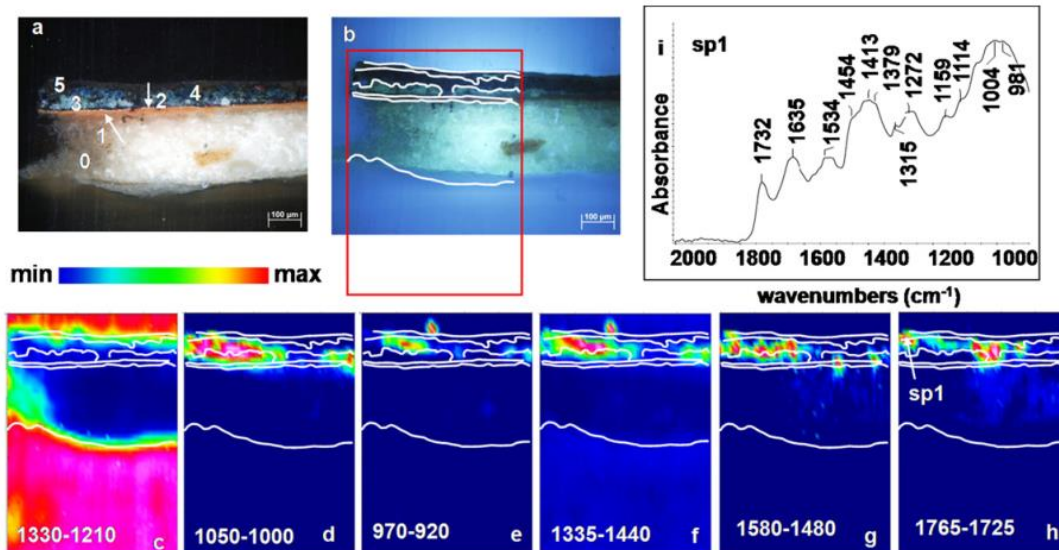 a
5
4
3
2
1
0
100 µm
b
100 µm
i
sp1
1732
1635
1534
1454
1413
1379
1315
1272
1159
1114
1004
981
Absorbance
2000 1800 1600 1400 1200 1000
wavenumbers (cm⁻¹)
min max
sp1
1330-1210 c
1050-1000 d
970-920 e
1335-1440 f
1580-1480 g
1765-1725 h